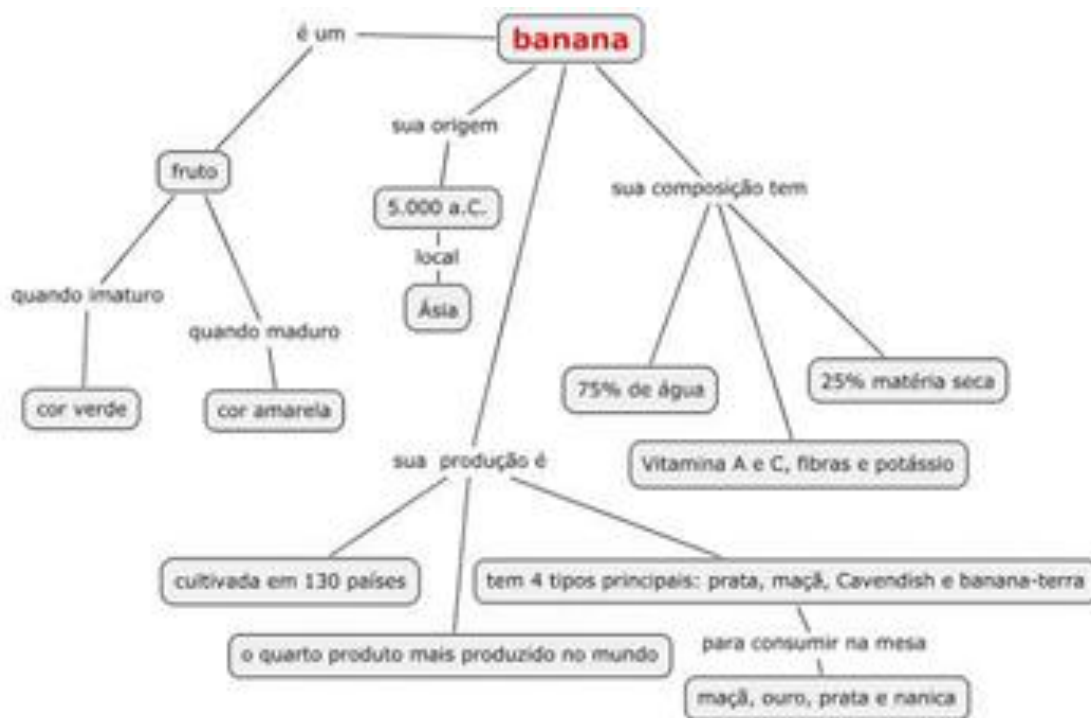 banana
é um
fruto
quando imaturo
cor verde
quando maduro
cor amarela
sua origem
5.000 a.C.
local
Ásia
sua composição tem
75% de água
Vitamina A e C, fibras e potássio
25% matéria seca
sua produção é
cultivada em 130 países
o quarto produto mais produzido no mundo
tem 4 tipos principais: prata, maçã, Cavendish e banana-terra
para consumir na mesa
maçã, ouro, prata e nanica